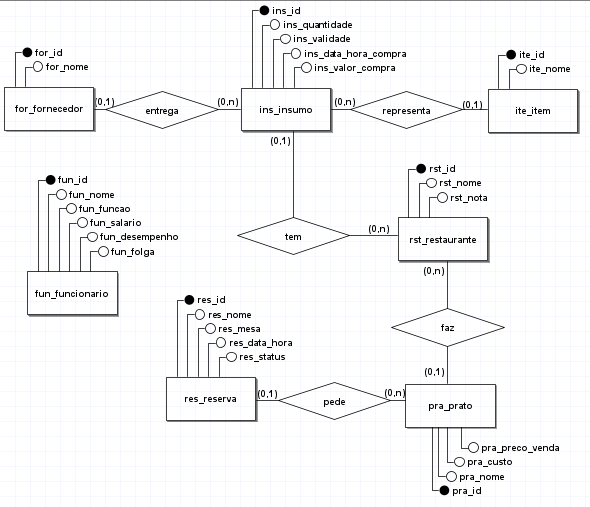 ins_id
ins_quantidade
ins_validade
ins_data_hora_compra
ins_valor_compra
for_id
for_nome
ite_id
ite_nome
for_fornecedor
(0,1)
entrega
(0,n)
ins_insumo
(0,n)
representa
(0,1)
ite_item
(0,1)
fun_id
fun_nome
fun_funcao
fun_salario
fun_desempenho
fun_folga
rst_id
rst_nome
rst_nota
tem
(0,n)
rst_restaurante
(0,n)
fun_funcionario
res_id
res_nome
res_mesa
res_data_hora
res_status
faz
(0,1)
res_reserva
(0,1)
pede
(0,n)
pra_prato
pra_preco_venda
pra_custo
pra_nome
pra_id